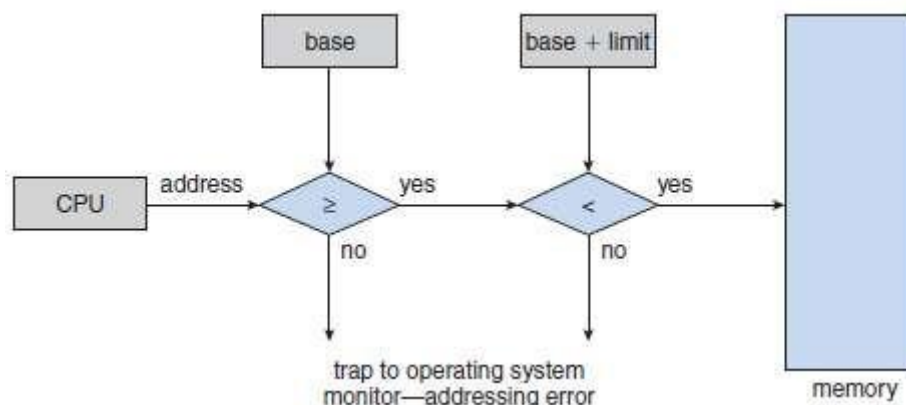 base
base + limit
CPU
address
≥
yes
<
yes
no
no
trap to operating system
monitor—addressing error
memory